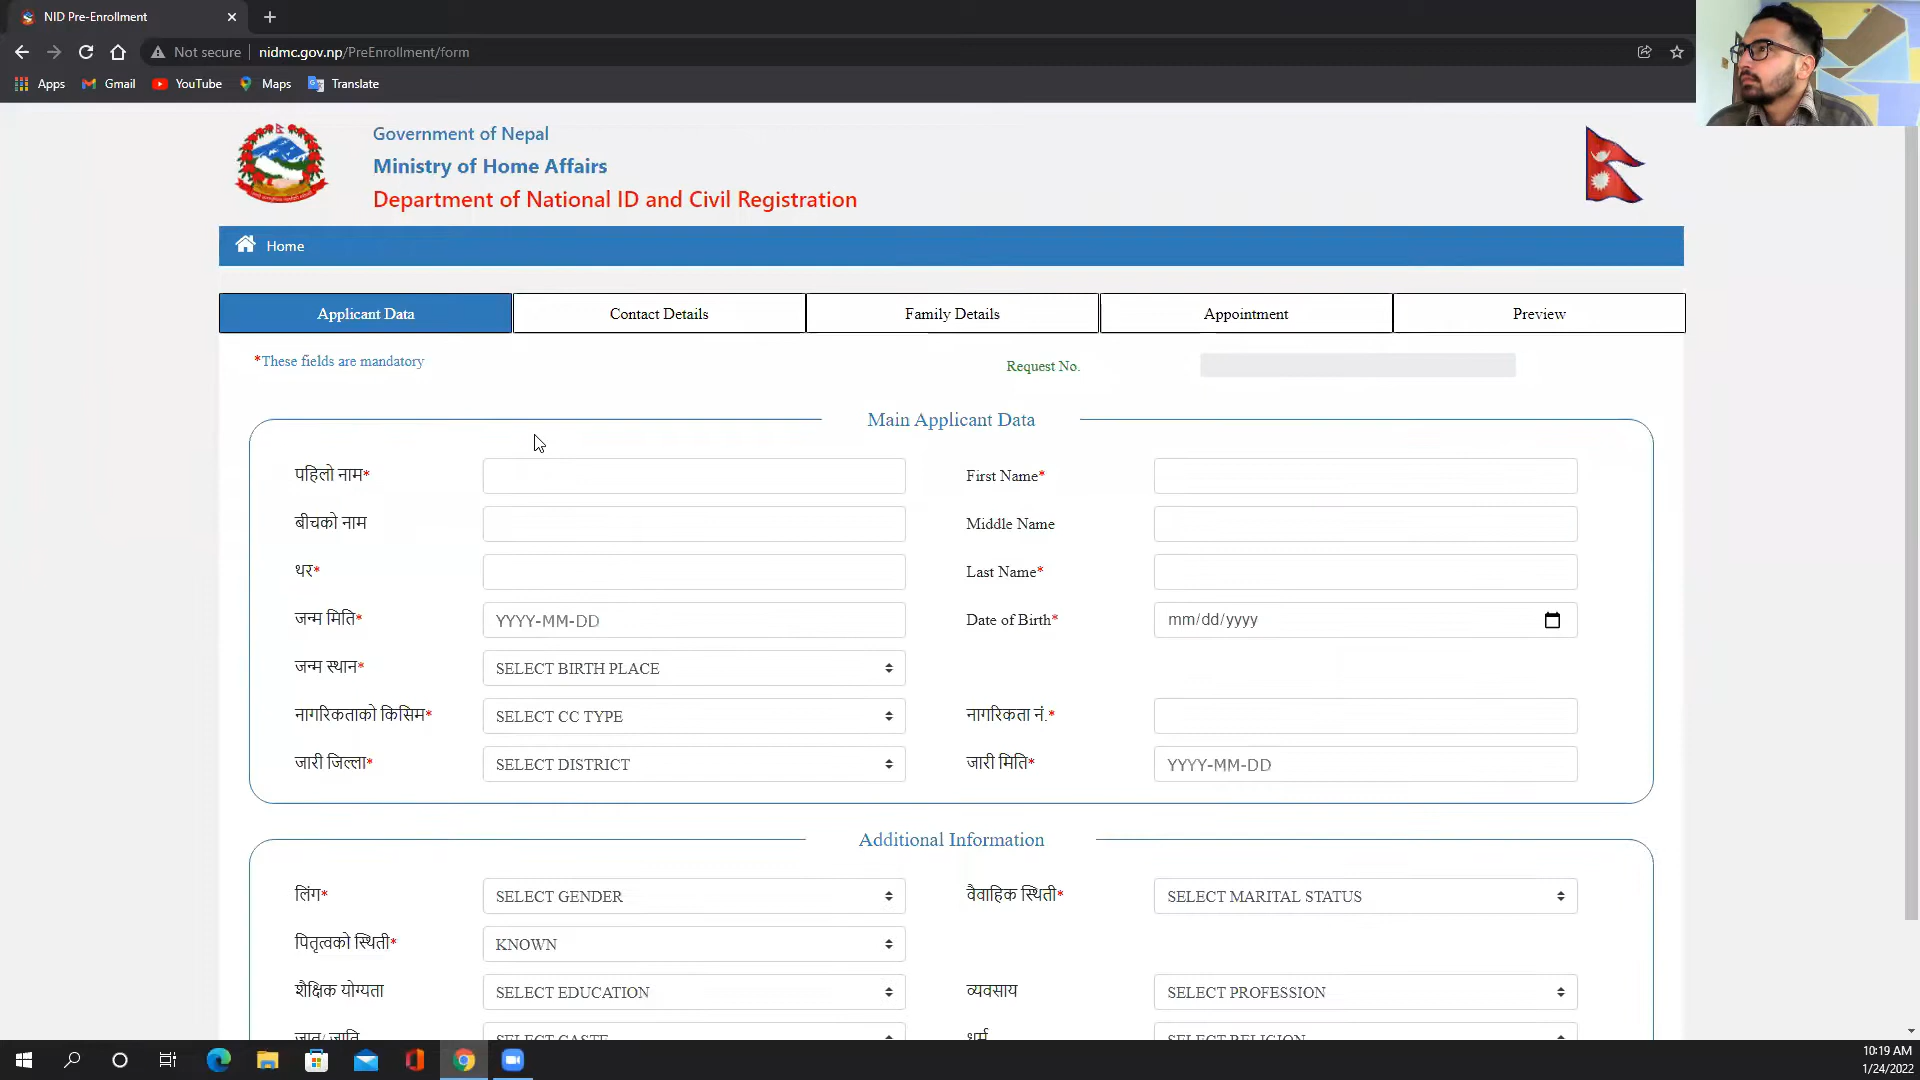 NID Pre-Enrollment
Not secure nidmc.gov.np/PreEnrollment/form
Apps Gmail YouTube Maps Translate
Government of Nepal
Ministry of Home Affairs
Department of National ID and Civil Registration
Home
Applicant Data Contact Details Family Details Appointment Preview
*These fields are mandatory Request No.
Main Applicant Data
पहिलो नाम* First Name*
बीचको नाम Middle Name
थर* Last Name*
जन्म मिति* YYYY-MM-DD Date of Birth* mm/dd/yyyy
जन्म स्थान* SELECT BIRTH PLACE
नागरिकताको किसिम* SELECT CC TYPE नागरिकता नं.*
जारी जिल्ला* SELECT DISTRICT जारी मिति* YYYY-MM-DD
Additional Information
लिंग* SELECT GENDER वैवाहिक स्थिती* SELECT MARITAL STATUS
पितृत्वको स्थिती* KNOWN
शैक्षिक योग्यता SELECT EDUCATION व्यवसाय SELECT PROFESSION
जात/ जाति SELECT CASTE धर्म SELECT RELIGION
10:19 AM
1/24/2022